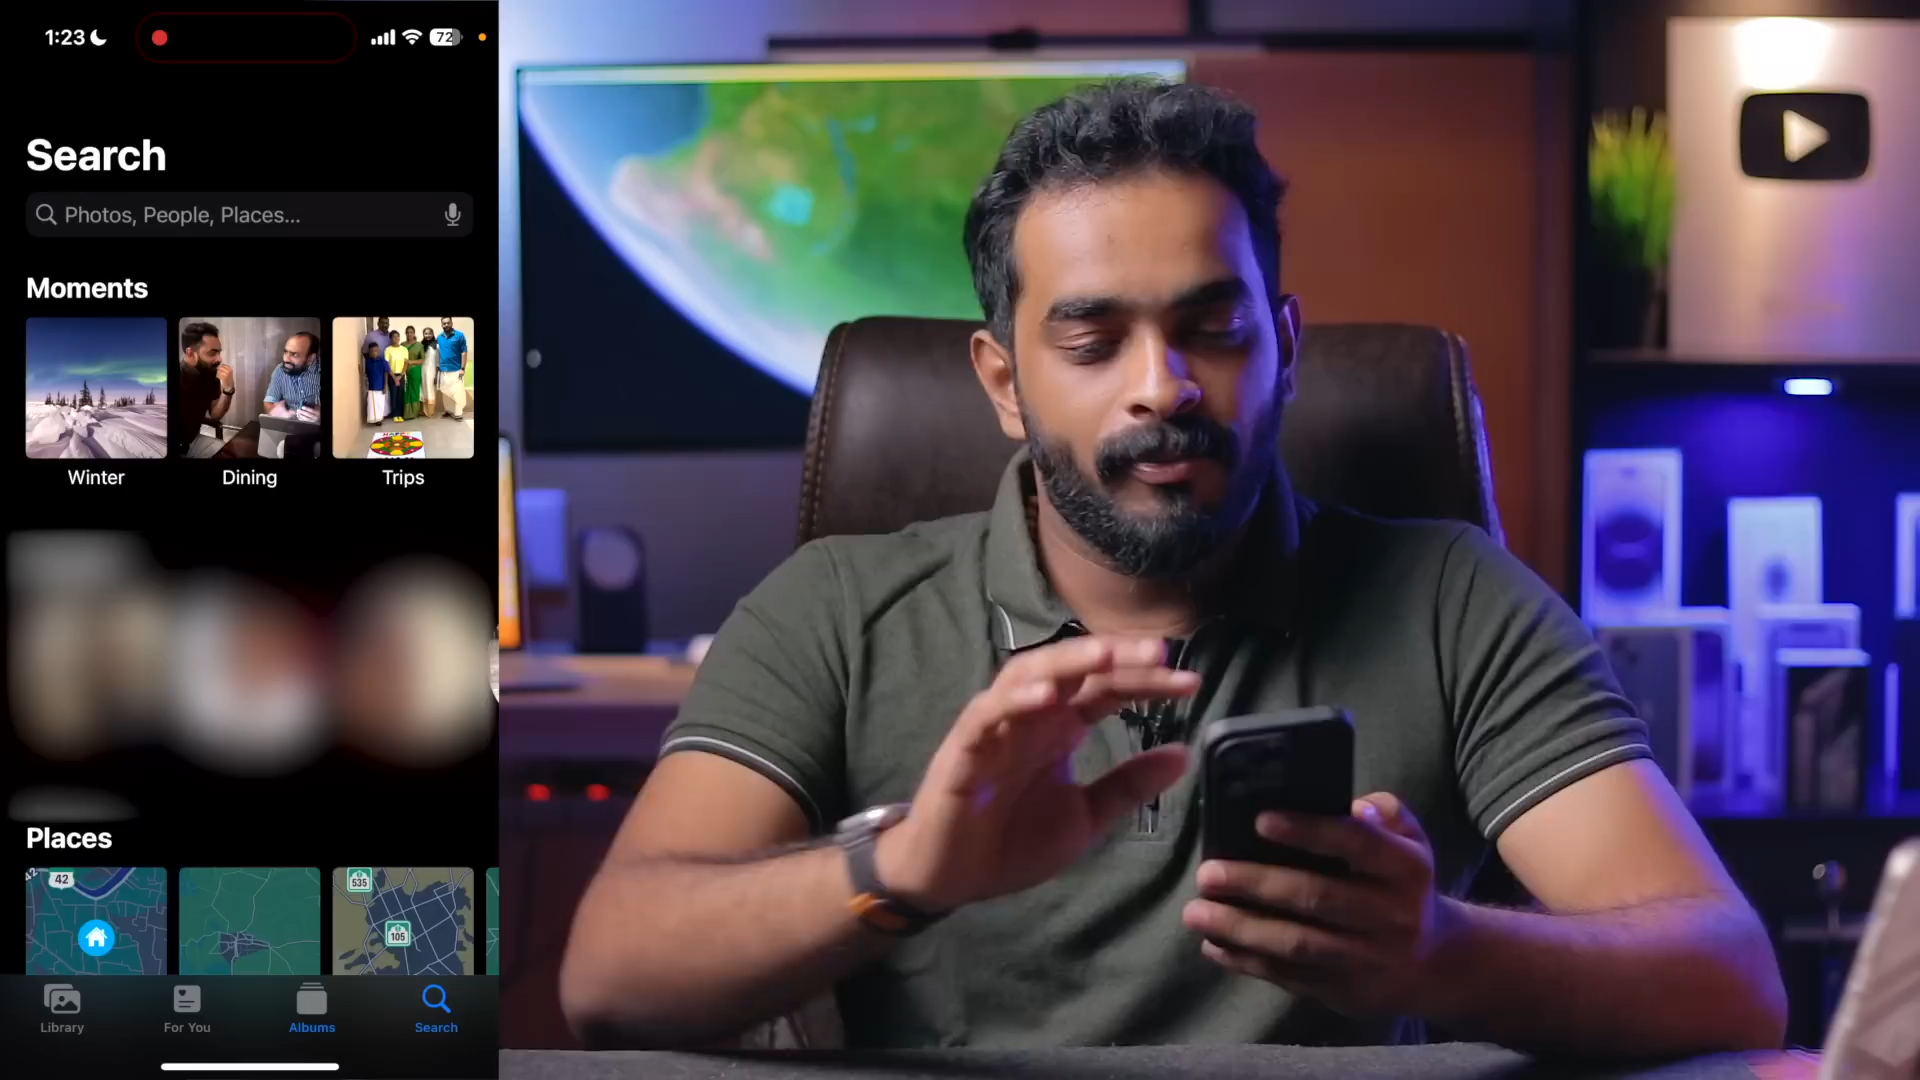 1:23
72
Search
Photos, People, Places...
Moments
Winter
Dining
Trips
Places
42
535
105
Library
For You
Albums
Search